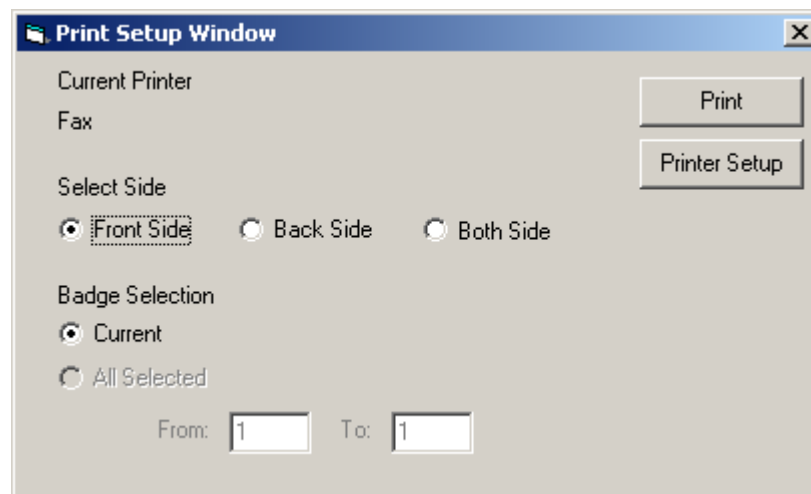 Print Setup Window
Current Printer
Print
Fax
Printer Setup
Select Side
Front Side Back Side Both Side
Badge Selection
Current
All Selected
From: 1 To: 1